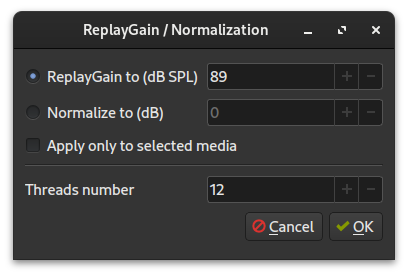 ReplayGain / Normalization
ReplayGain to (dB SPL) 89
Normalize to (dB) 0
Apply only to selected media
Threads number 12
Cancel OK